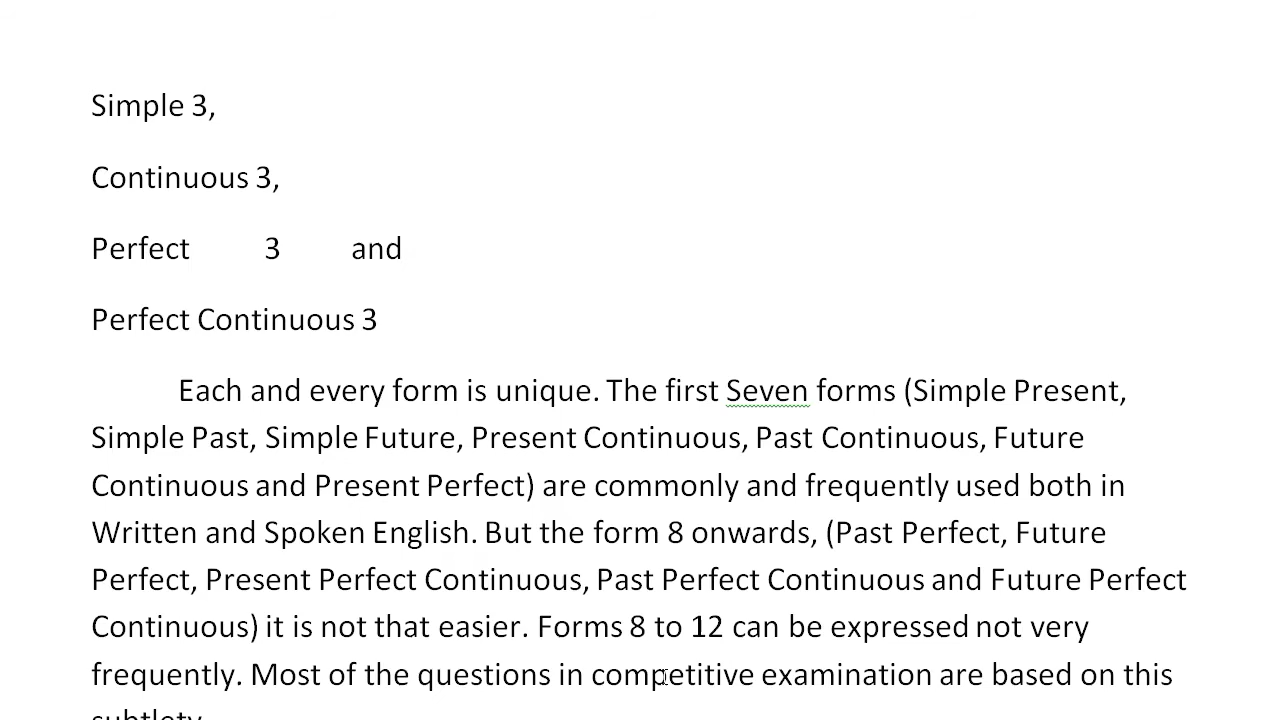 Simple 3,
Continuous 3,
Perfect 3 and
Perfect Continuous 3
Each and every form is unique. The first Seven forms (Simple Present,
Simple Past, Simple Future, Present Continuous, Past Continuous, Future
Continuous and Present Perfect) are commonly and frequently used both in
Written and Spoken English. But the form 8 onwards, (Past Perfect, Future
Perfect, Present Perfect Continuous, Past Perfect Continuous and Future Perfect
Continuous) it is not that easier. Forms 8 to 12 can be expressed not very
frequently. Most of the questions in competitive examination are based on this
subtlety.